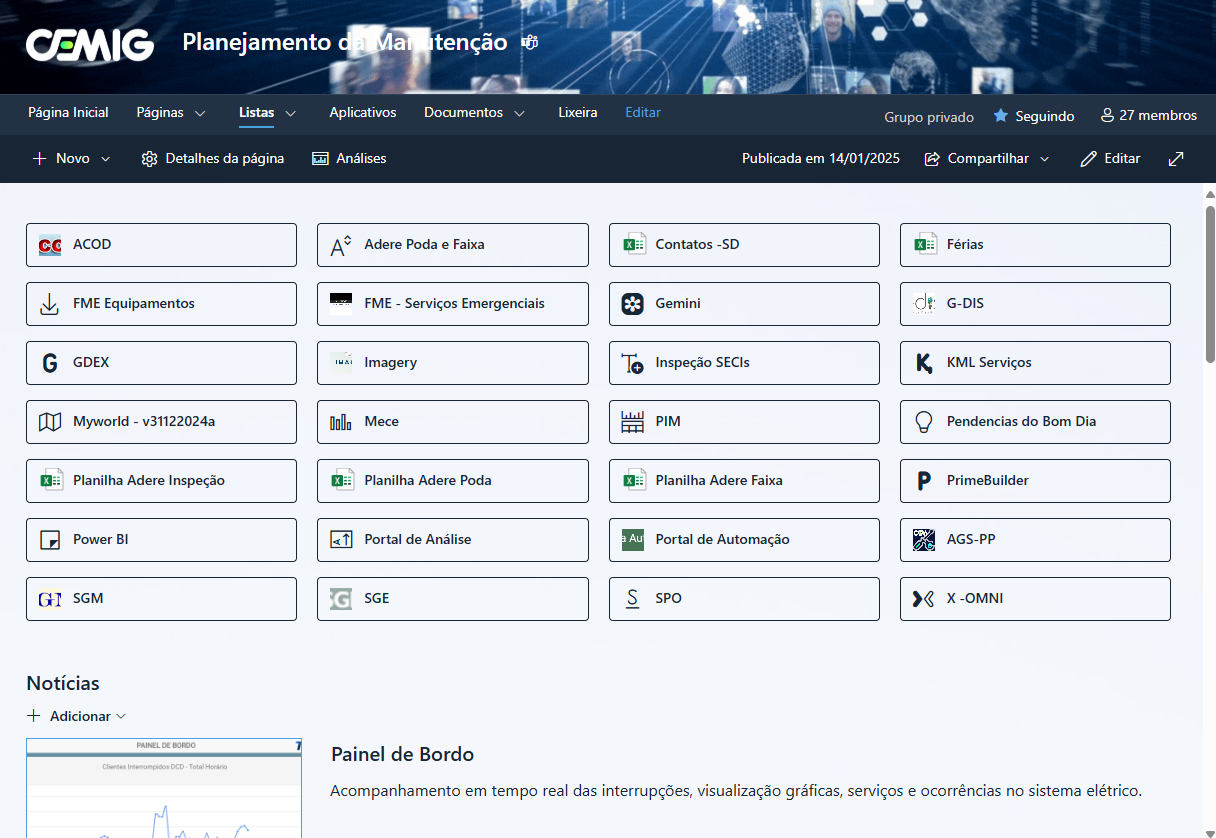 CEMIG
Planejamento da Manutenção
Página Inicial Páginas Listas Aplicativos Documentos Lixeira Editar
Grupo privado Seguindo 27 membros
Novo Detalhes da página Análises Publicada em 14/01/2025 Compartilhar Editar
ACOD Adere Poda e Faixa Contatos -SD Férias
FME Equipamentos FME - Serviços Emergenciais Gemini G-DIS
GDEX Imagery Inspeção SECIs KML Serviços
Myworld - v31122024a Mece PIM Pendencias do Bom Dia
Planilha Adere Inspeção Planilha Adere Poda Planilha Adere Faixa PrimeBuilder
Power BI Portal de Análise Portal de Automação AGS-PP
SGM SGE SPO X -OMNI
Notícias
Adicionar
PAINEL DE BORDO
Clientes Interrompidos DCD - Total Horário
Painel de Bordo
Acompanhamento em tempo real das interrupções, visualização gráficas, serviços e ocorrências no sistema elétrico.